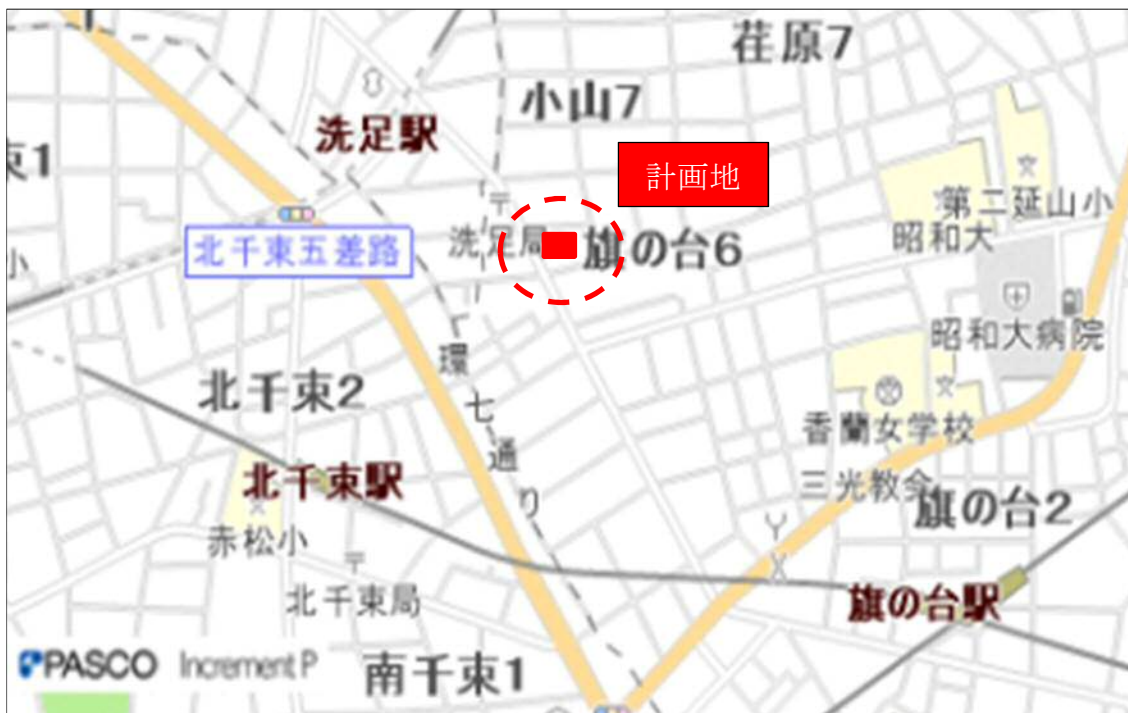 荏原7
小山7
洗足駅
束1
計画地
第二延山小
昭和大
洗足局
旗の台6
北千束五差路
小
昭和大病院
環七通り
北千束2
香蘭女学校
三光教会
北千束駅
旗の台2
赤松小
北千束局
旗の台駅
PASCO Increment P
南千束1